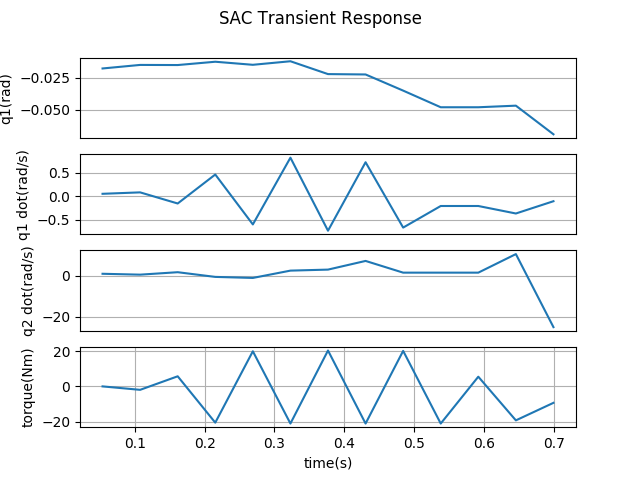 SAC Transient Response
q1(rad)
−0.025
−0.050
q1 dot(rad/s)
0.5
0.0
−0.5
q2 dot(rad/s)
0
−20
torque(Nm)
20
0
−20
0.1 0.2 0.3 0.4 0.5 0.6 0.7
time(s)